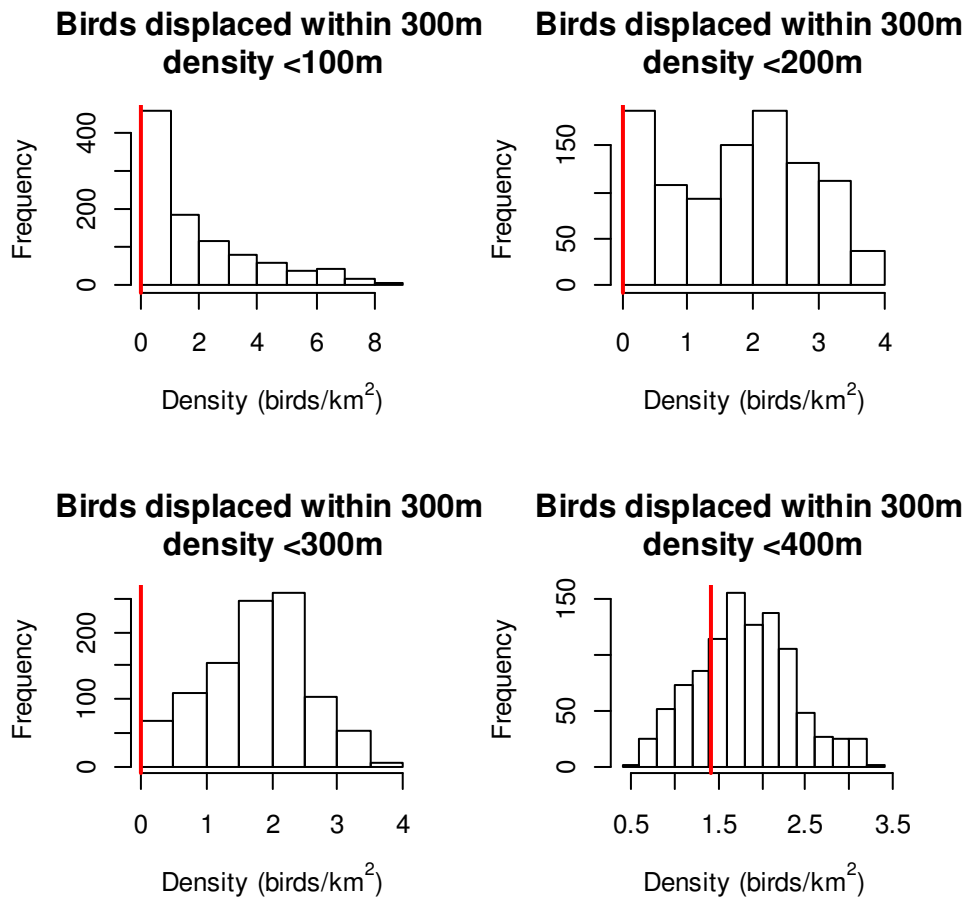 Birds displaced within 300m
density <100m
Frequency
0 200 400
0 2 4 6 8
Density (birds/km²)
Birds displaced within 300m
density <200m
Frequency
0 50 150
0 1 2 3 4
Density (birds/km²)
Birds displaced within 300m
density <300m
Frequency
0 100 200
0 1 2 3 4
Density (birds/km²)
Birds displaced within 300m
density <400m
Frequency
0 50 150
0.5 1.5 2.5 3.5
Density (birds/km²)